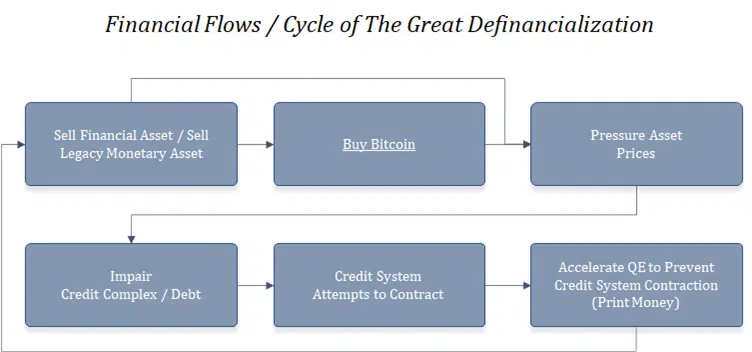 Financial Flows / Cycle of The Great Definancialization
Sell Financial Asset / Sell
Legacy Monetary Asset
Buy Bitcoin
Pressure Asset
Prices
Impair
Credit Complex / Debt
Credit System
Attempts to Contract
Accelerate QE to Prevent
Credit System Contraction
(Print Money)